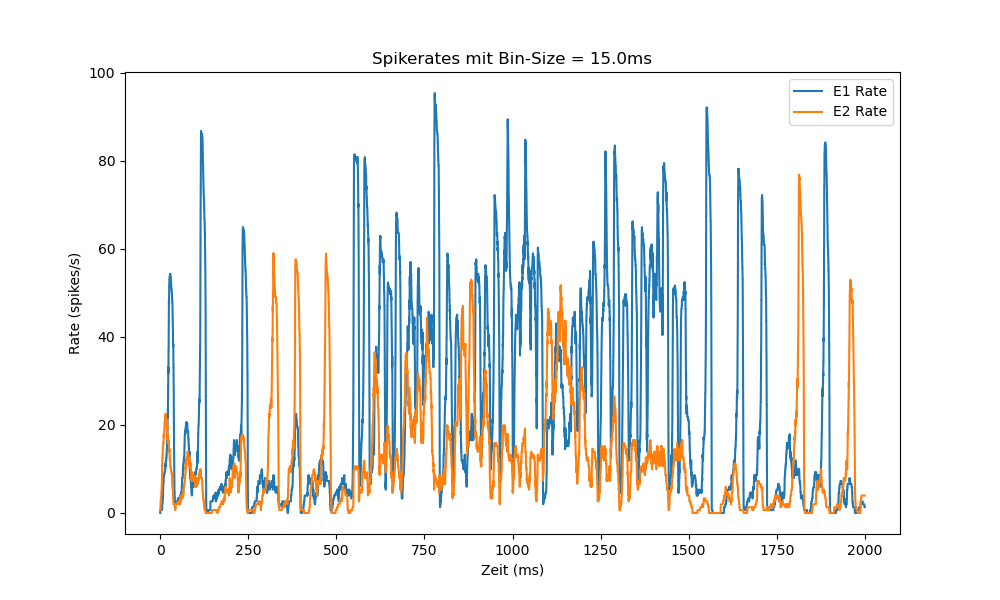 Spikerates mit Bin-Size = 15.0ms
E1 Rate
E2 Rate
Rate (spikes/s)
100
80
60
40
20
0
0 250 500 750 1000 1250 1500 1750 2000
Zeit (ms)